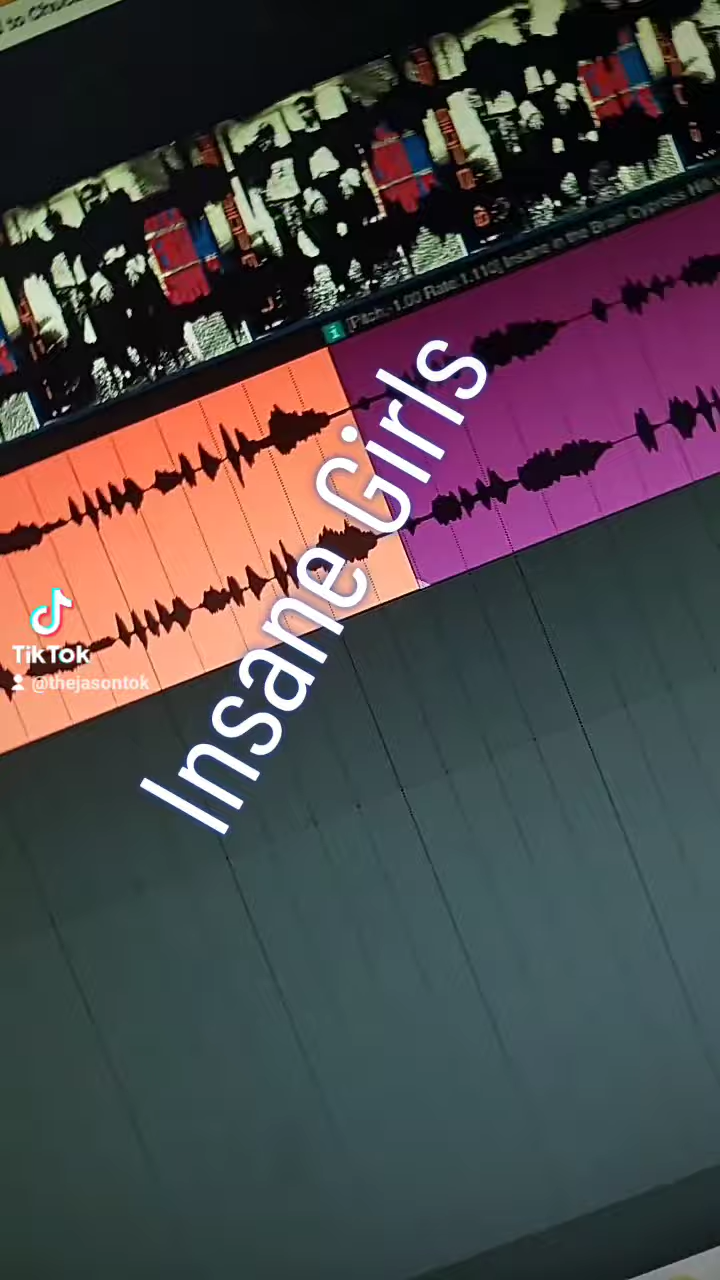 [Pitch:-1.00 Rate:1.110] Insane in the Brain Cypress Hill
Insane Girls
TikTok
@thejasontok